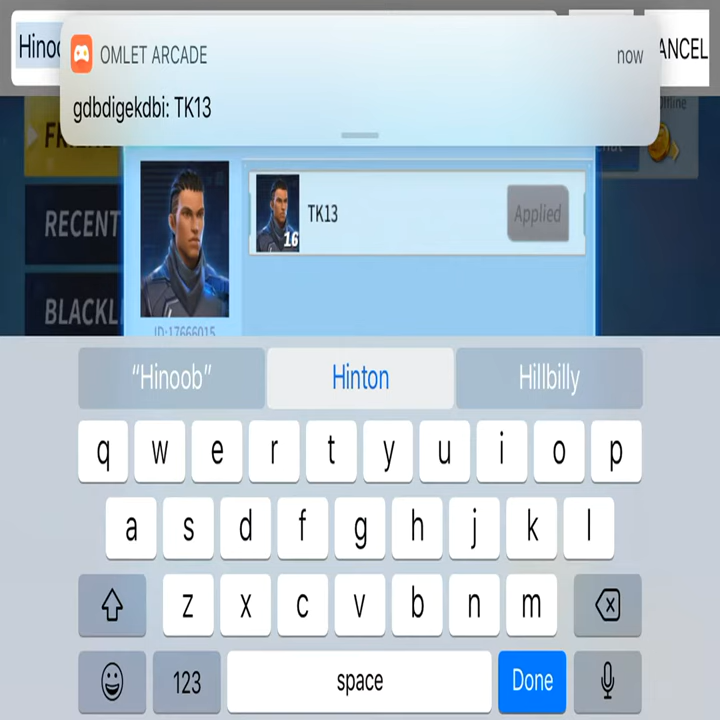 Hinoo
ANCEL
OMLET ARCADE
now
gdbdigekdbi: TK13
RECENT
TK13
Applied
16
BLACKL
ID:17666015
"Hinoob"
Hinton
Hillbilly
q w e r t y u i o p
a s d f g h j k l
z x c v b n m
123
space
Done